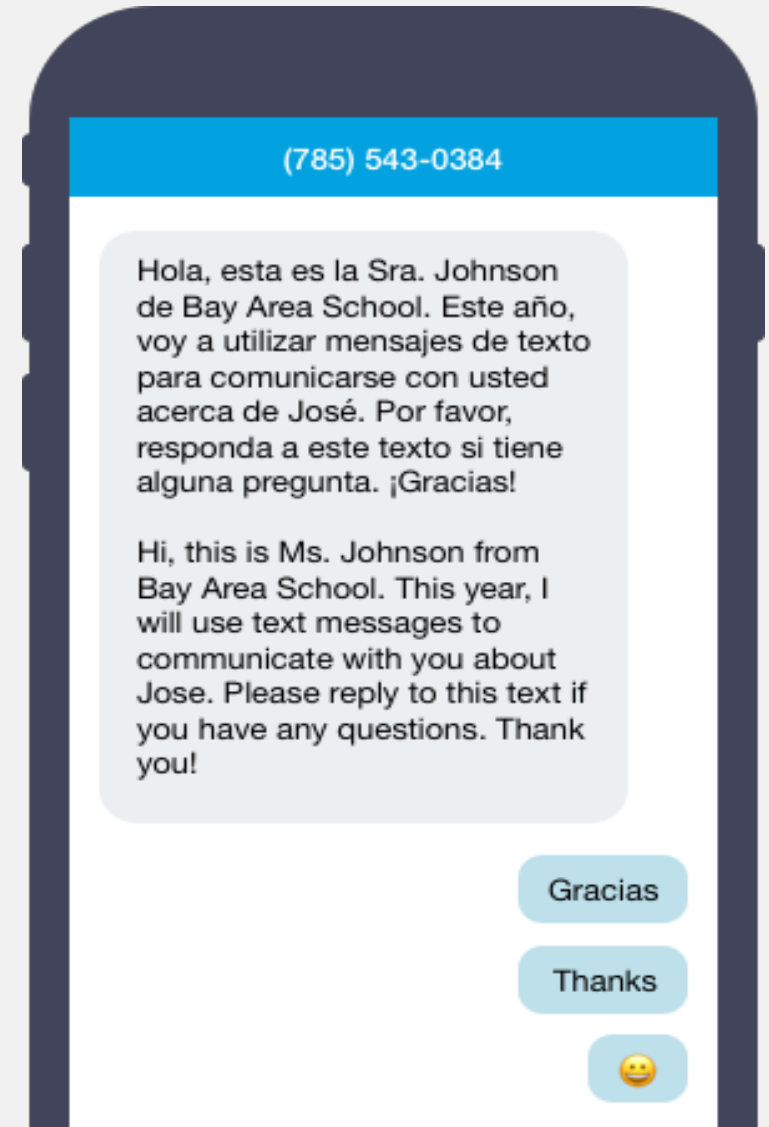 (785) 543-0384
Hola, esta es la Sra. Johnson
de Bay Area School. Este año,
voy a utilizar mensajes de texto
para comunicarse con usted
acerca de José. Por favor,
responda a este texto si tiene
alguna pregunta. ¡Gracias!
Hi, this is Ms. Johnson from
Bay Area School. This year, I
will use text messages to
communicate with you about
Jose. Please reply to this text if
you have any questions. Thank
you!
Gracias
Thanks
😀